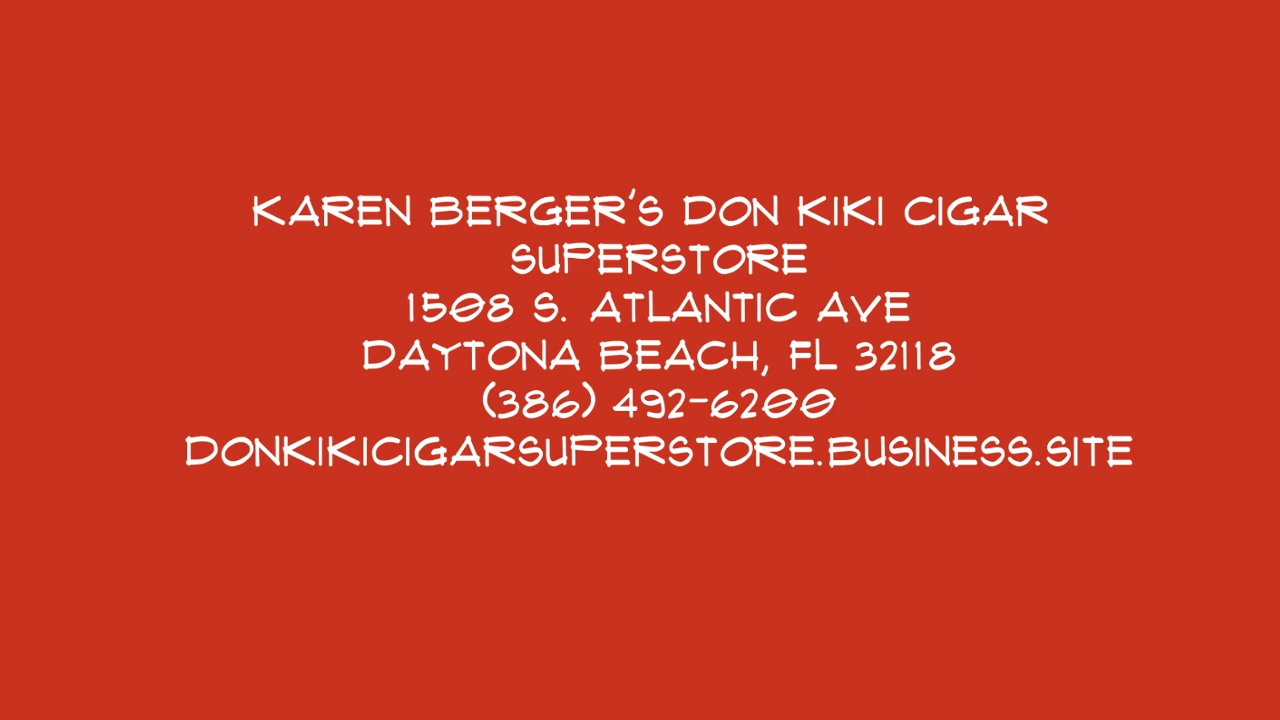 KAREN BERGER'S DON KIKI CIGAR
SUPERSTORE
1508 S. ATLANTIC AVE
DAYTONA BEACH, FL 32118
(386) 492-6200
DONKIKICIGARSUPERSTORE.BUSINESS.SITE